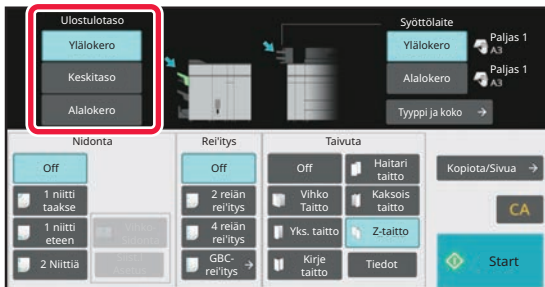 Ulostulotaso
Ylälokero
Keskitaso
Alalokero
Syöttölaite
Ylälokero
Paljas 1
A3
Alalokero
Paljas 1
A3
Tyyppi ja koko
Nidonta
Off
1 niitti
taakse
1 niitti
eteen
2 Niittiä
Rei'itys
Off
2 reiän
rei'itys
4 reiän
rei'itys
GBC-
rei'itys
Taivuta
Off
Haitari
taitto
Vihko
Taitto
Kaksois
taitto
Yks. taitto
Z-taitto
Kirje
taitto
Tiedot
Kopiota/Sivua
CA
Start